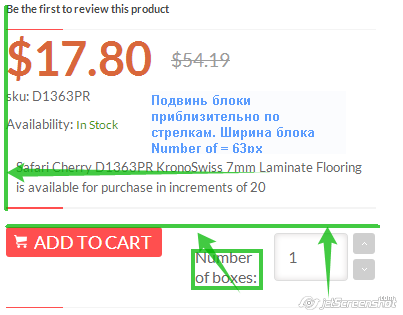 Be the first to review this product
$17.80 $54.19
sku: D1363PR
Availability: In Stock
Подвинь блоки
приблизительно по
стрелкам. Ширина блока
Number of = 63px
Safari Cherry D1363PR KronoSwiss 7mm Laminate Flooring
is available for purchase in increments of 20
ADD TO CART
Number
of boxes:
1
jetScreenshot